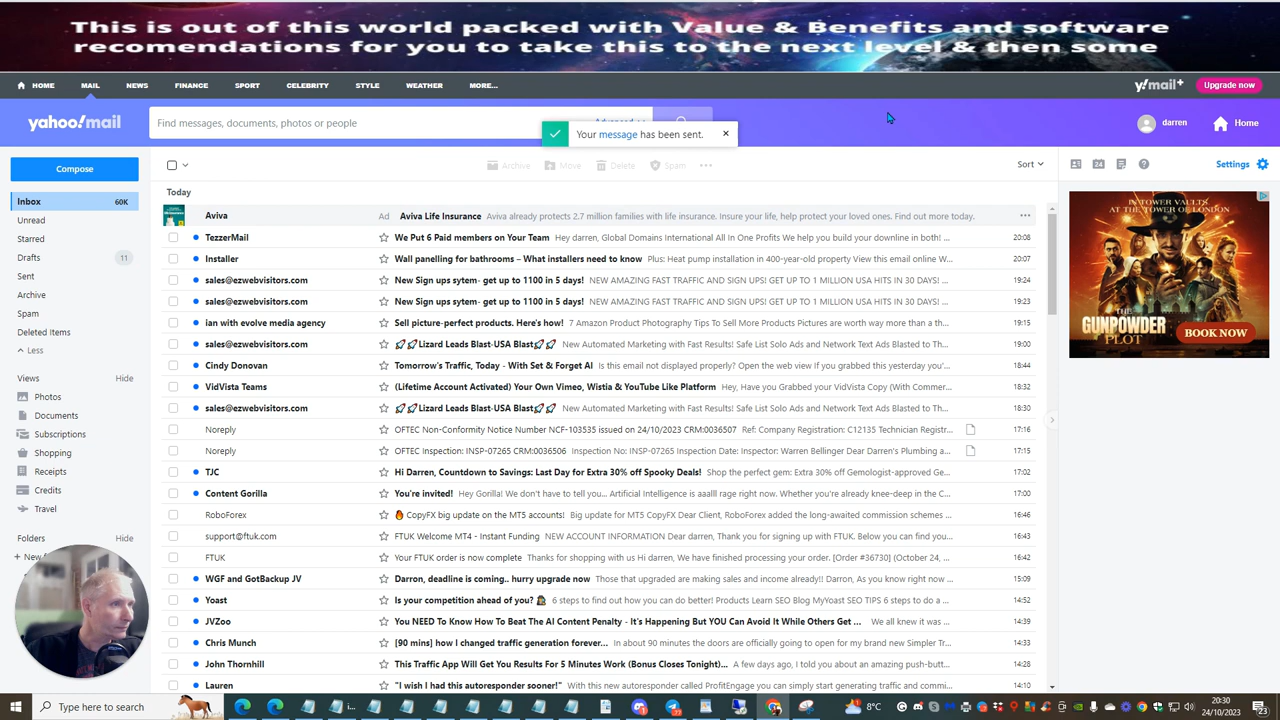 This is out of this world packed with Value & Benefits and software
recomendations for you to take this to the next level & then some
HOME MAIL NEWS FINANCE SPORT CELEBRITY STYLE WEATHER MORE... y!mail+ Upgrade now
yahoo!mail Find messages, documents, photos or people darren Home
Your message has been sent.
Compose Archive Move Delete Spam Sort Settings
Today
Inbox 60K
Unread
Starred
Drafts 11
Sent
Archive
Spam
Deleted Items
Less
Views Hide
Photos
Documents
Subscriptions
Shopping
Receipts
Credits
Travel
Folders Hide
Aviva Ad Aviva Life Insurance Aviva already protects 2.7 million families with life insurance. Insure your life, help protect your loved ones. Find out more today.
TezzerMail We Put 6 Paid members on Your Team Hey darren, Global Domains International All In One Profits We help you build your downline in both! ... 20:08
Installer Wall panelling for bathrooms – What installers need to know Plus: Heat pump installation in 400-year-old property View this email online W... 20:07
sales@ezwebvisitors.com New Sign ups sytem- get up to 1100 in 5 days! NEW AMAZING FAST TRAFFIC AND SIGN UPS! GET UP TO 1 MILLION USA HITS IN 30 DAYS! ... 19:24
sales@ezwebvisitors.com New Sign ups sytem- get up to 1100 in 5 days! NEW AMAZING FAST TRAFFIC AND SIGN UPS! GET UP TO 1 MILLION USA HITS IN 30 DAYS! ... 19:23
ian with evolve media agency Sell picture-perfect products. Here's how! 7 Amazon Product Photography Tips To Sell More Products Pictures are worth way more than a th... 19:15
sales@ezwebvisitors.com 🚀🚀Lizard Leads Blast-USA Blast🚀🚀 New Automated Marketing with Fast Results! Safe List Solo Ads and Network Text Ads Blasted to Th... 19:00
Cindy Donovan Tomorrow's Traffic, Today - With Set & Forget AI Is this email not displayed properly? Open the web view If you grabbed this yesterday you'... 18:44
VidVista Teams (Lifetime Account Activated) Your Own Vimeo, Wistia & YouTube Like Platform Hey, Have you Grabbed your VidVista Copy (With Commer... 18:32
sales@ezwebvisitors.com 🚀🚀Lizard Leads Blast-USA Blast🚀🚀 New Automated Marketing with Fast Results! Safe List Solo Ads and Network Text Ads Blasted to Th... 18:30
Noreply OFTEC Non-Conformity Notice Number NCF-103535 issued on 24/10/2023 CRM:0036507 Ref: Company Registration: C12135 Technician Registr... 17:16
Noreply OFTEC Inspection: INSP-07265 CRM:0036506 Inspection No: INSP-07265 Inspection Date: Inspector: Warren Bellinger Dear Darren's Plumbing a... 17:15
TJC Hi Darren, Countdown to Savings: Last Day for Extra 30% off Spooky Deals! Shop the perfect gem: Extra 30% off Gemologist-approved Ge... 17:02
Content Gorilla You're invited! Hey Gorilla! We don't have to tell you... Artificial Intelligence is aaalll rage right now. Whether you're already knee-deep in the C... 17:00
RoboForex 🔥 CopyFX big update on the MT5 accounts! Big update for MT5 CopyFX Dear Client, RoboForex added the long-awaited commission schemes ... 16:46
support@ftuk.com FTUK Welcome MT4 - Instant Funding NEW ACCOUNT INFORMATION Dear darren, Thank you for signing up with FTUK. Below you can find you... 16:43
FTUK Your FTUK order is now complete Thanks for shopping with us Hi darren, We have finished processing your order. [Order #36730] (October 24, ... 16:42
WGF and GotBackup JV Darron, deadline is coming.. hurry upgrade now Those that upgraded are making sales and income already!! Darron, As you know right now ... 15:09
Yoast Is your competition ahead of you? 6 steps to find out how you can do better! Products Learn SEO Blog MyYoast SEO TIPS 6 steps to do a ... 14:52
JVZoo You NEED To Know How To Beat The AI Content Penalty - It's Happening But YOU Can Avoid It While Others Get ... We all knew it was ... 14:39
Chris Munch [90 mins] how I changed traffic generation forever... In about 90 minutes the doors are officially going to open for my brand new Simpler Tr... 14:33
John Thornhill This Traffic App Will Get You Results For 5 Minutes Work (Bonus Closes Tonight)... A few days ago, I told you about an amazing push-butt... 14:28
Lauren "I wish I had this autoresponder sooner!" With this new autoresponder called ProfitEngage you can simply start generating traffic and commi... 14:10
IN TOWER VAULTS
AT THE TOWER OF LONDON
THE
GUNPOWDER
PLOT
BOOK NOW
Type here to search 8°C 20:30
24/10/2023